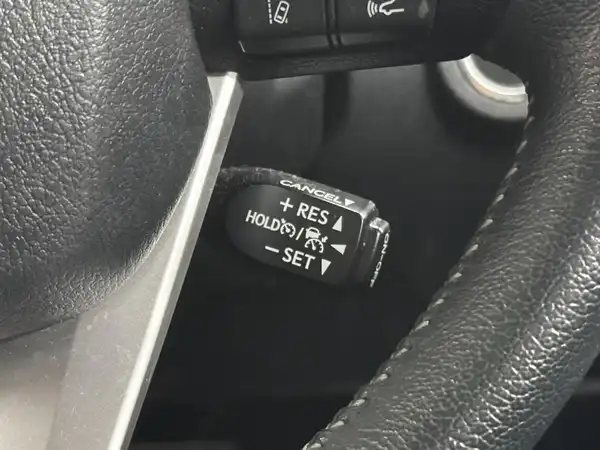 CANCEL▼
+ RES ▲
HOLD /
− SET ▼
ON-OFF